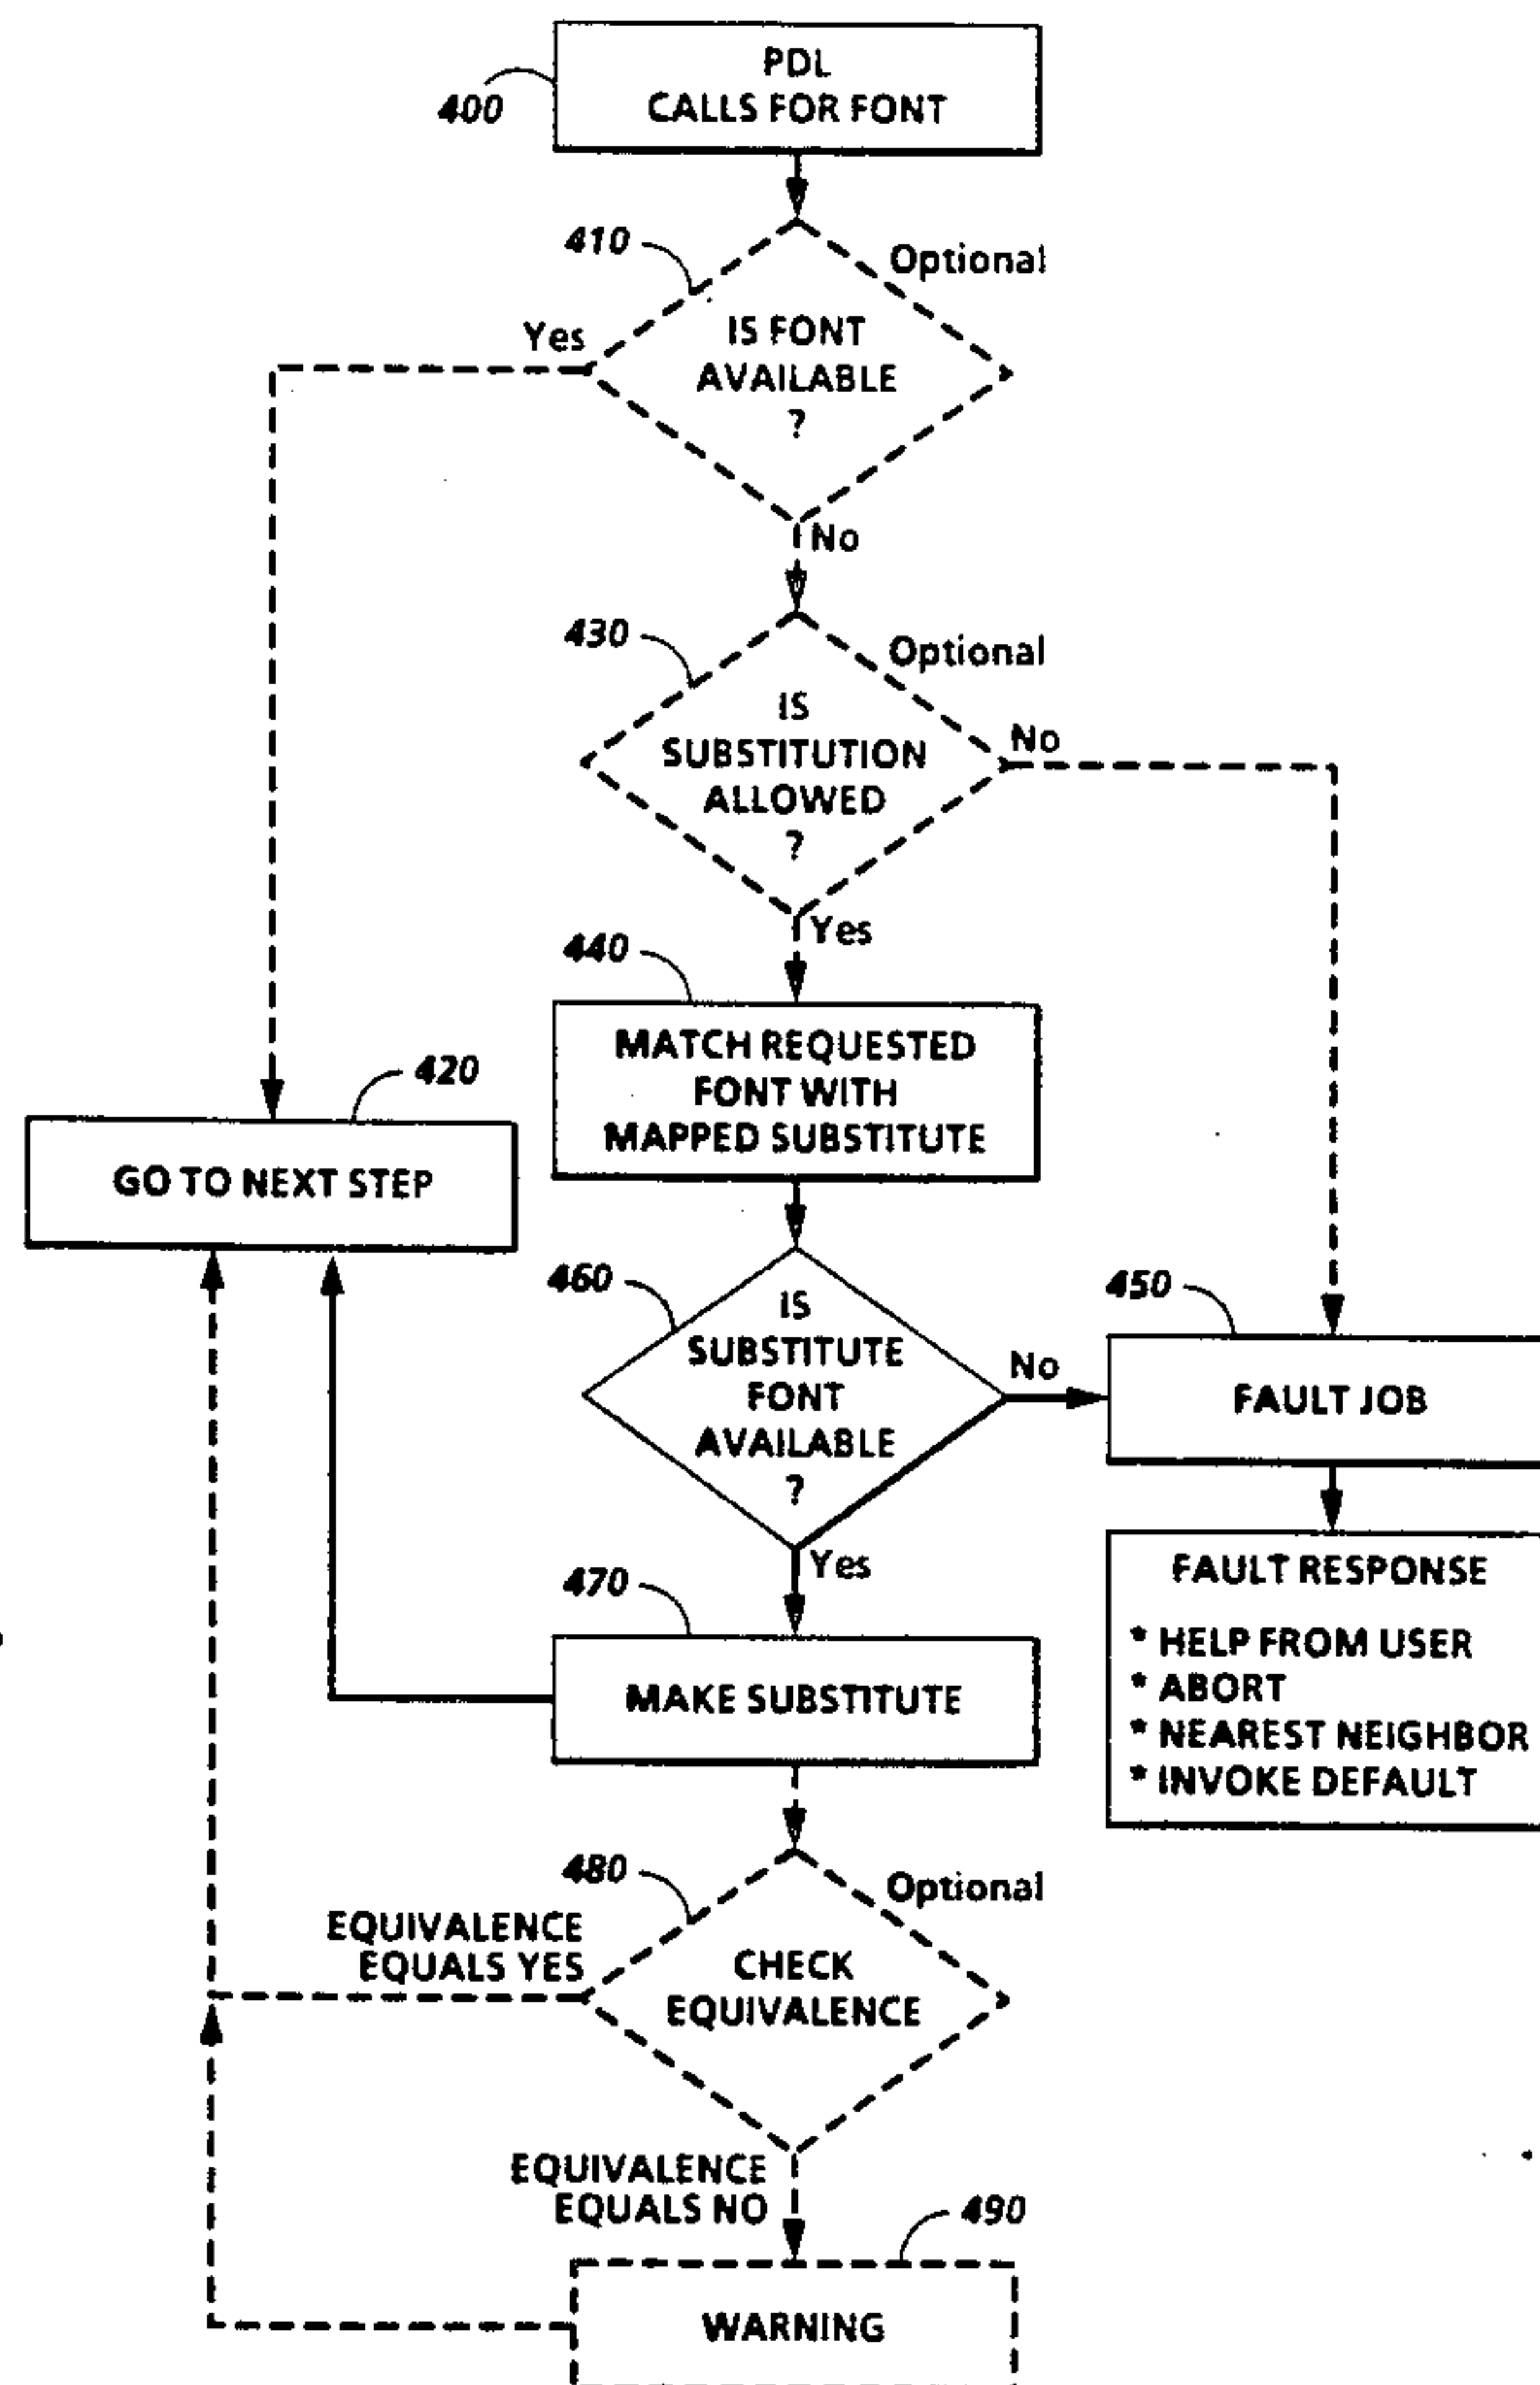 PDL
CALLS FOR FONT
400
410
Optional
Yes
IS FONT
AVAILABLE
?
No
430
Optional
IS
SUBSTITUTION
ALLOWED
?
No
Yes
440
MATCH REQUESTED
FONT WITH
MAPPED SUBSTITUTE
420
GO TO NEXT STEP
460
IS
SUBSTITUTE
FONT
AVAILABLE
?
No
450
FAULT JOB
Yes
FAULT RESPONSE
* HELP FROM USER
* ABORT
* NEAREST NEIGHBOR
* INVOKE DEFAULT
470
MAKE SUBSTITUTE
480
Optional
EQUIVALENCE
EQUALS YES
CHECK
EQUIVALENCE
EQUIVALENCE
EQUALS NO
490
WARNING